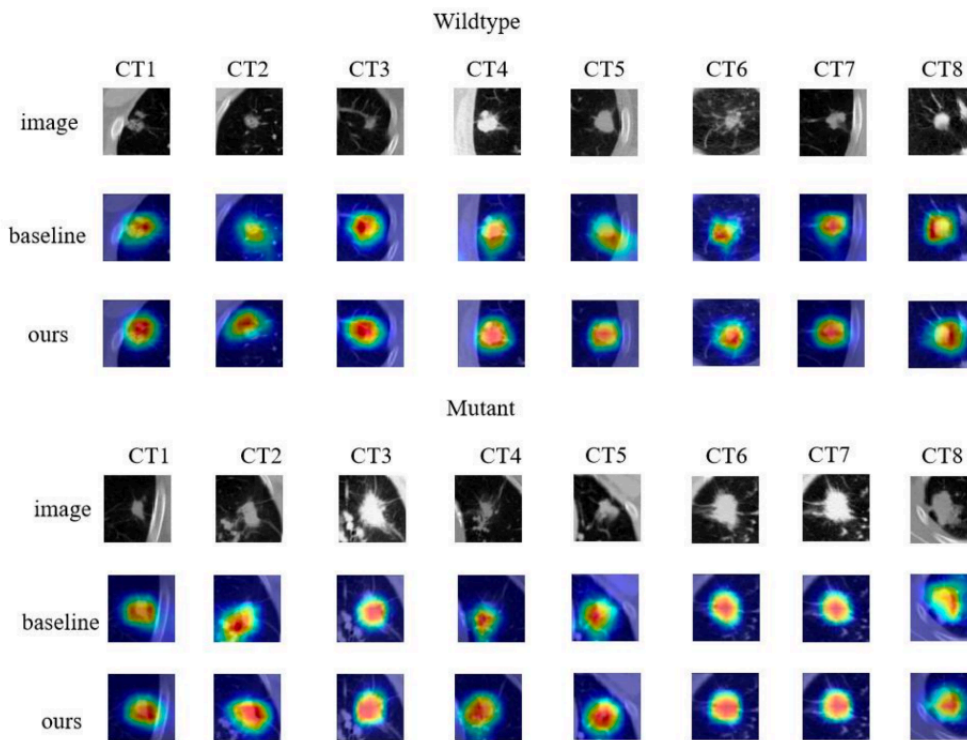 Wildtype
CT1 CT2 CT3 CT4 CT5 CT6 CT7 CT8
image
baseline
ours
Mutant
CT1 CT2 CT3 CT4 CT5 CT6 CT7 CT8
image
baseline
ours